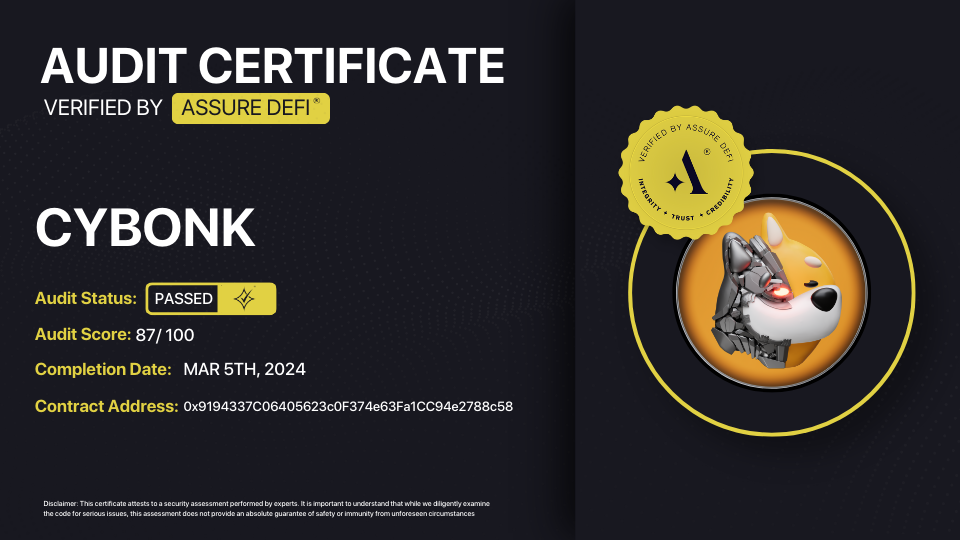 AUDIT CERTIFICATE
VERIFIED BY ASSURE DEFI ®
CYBONK
Audit Status: PASSED
Audit Score: 87/ 100
Completion Date: MAR 5TH, 2024
Contract Address: 0x9194337C06405623c0F374e63Fa1CC94e2788c58
Disclaimer: This certificate attests to a security assessment performed by experts. It is important to understand that while we diligently examine
the code for serious issues, this assessment does not provide an absolute guarantee of safety or immunity from unforeseen circumstances
VERIFIED BY ASSURE DEFI
®
INTEGRITY ✦ TRUST ✦ CREDIBILITY